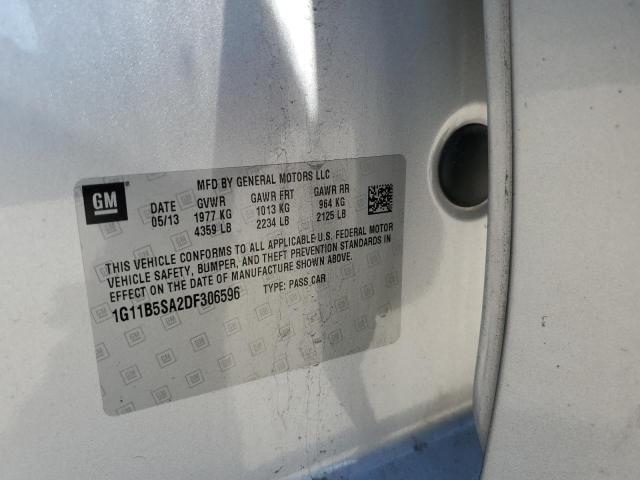 GM
MFD BY GENERAL MOTORS LLC
DATE GVWR GAWR FRT GAWR RR
05/13 1977 KG 1013 KG 964 KG
4359 LB 2234 LB 2125 LB
THIS VEHICLE CONFORMS TO ALL APPLICABLE U.S. FEDERAL MOTOR
VEHICLE SAFETY, BUMPER, AND THEFT PREVENTION STANDARDS IN
EFFECT ON THE DATE OF MANUFACTURE SHOWN ABOVE.
1G11B5SA2DF306596 TYPE: PASS CAR